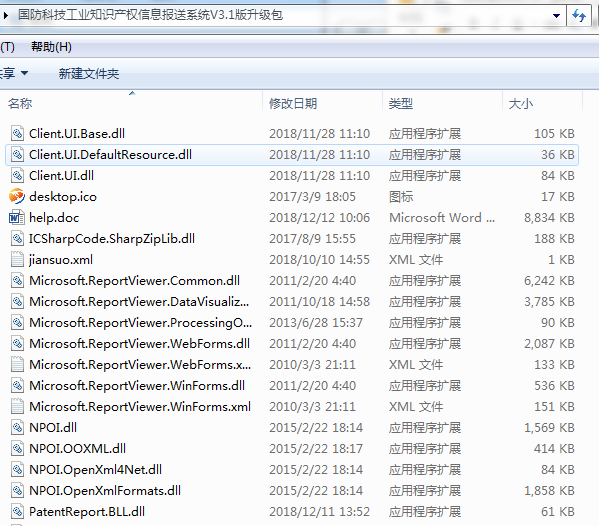 国防科技工业知识产权信息报送系统V3.1版升级包
(T) 帮助(H)
共享 新建文件夹
名称 修改日期 类型 大小
Client.UI.Base.dll 2018/11/28 11:10 应用程序扩展 105 KB
Client.UI.DefaultResource.dll 2018/11/28 11:10 应用程序扩展 36 KB
Client.UI.dll 2018/11/28 11:10 应用程序扩展 84 KB
desktop.ico 2017/3/9 18:05 图标 17 KB
help.doc 2018/12/12 10:06 Microsoft Word ... 8,834 KB
ICSharpCode.SharpZipLib.dll 2017/8/9 15:55 应用程序扩展 188 KB
jiansuo.xml 2018/10/10 14:55 XML 文件 1 KB
Microsoft.ReportViewer.Common.dll 2011/2/20 4:40 应用程序扩展 6,242 KB
Microsoft.ReportViewer.DataVisualiz... 2011/10/18 14:58 应用程序扩展 3,785 KB
Microsoft.ReportViewer.ProcessingO... 2013/6/28 15:37 应用程序扩展 90 KB
Microsoft.ReportViewer.WebForms.dll 2011/2/20 4:40 应用程序扩展 2,087 KB
Microsoft.ReportViewer.WebForms.x... 2010/3/3 21:11 XML 文件 133 KB
Microsoft.ReportViewer.WinForms.dll 2011/2/20 4:40 应用程序扩展 536 KB
Microsoft.ReportViewer.WinForms.xml 2010/3/3 21:11 XML 文件 151 KB
NPOI.dll 2015/2/22 18:14 应用程序扩展 1,569 KB
NPOI.OOXML.dll 2015/2/22 18:17 应用程序扩展 414 KB
NPOI.OpenXml4Net.dll 2015/2/22 18:14 应用程序扩展 84 KB
NPOI.OpenXmlFormats.dll 2015/2/22 18:14 应用程序扩展 1,858 KB
PatentReport.BLL.dll 2018/12/11 13:52 应用程序扩展 61 KB